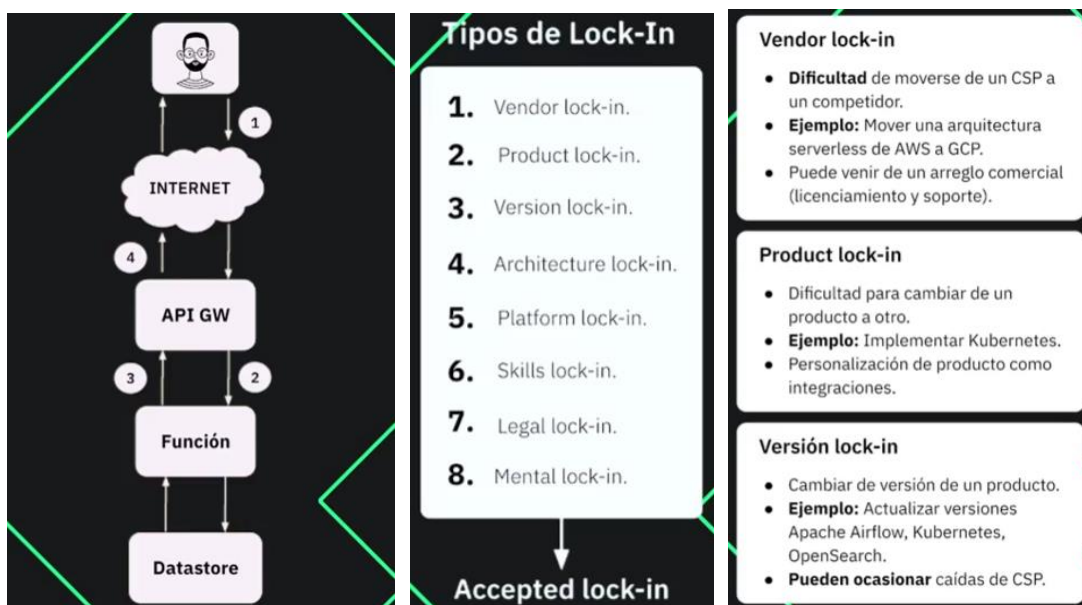 1
INTERNET
4
API GW
3
2
Función
Datastore
Tipos de Lock-In
1. Vendor lock-in.
2. Product lock-in.
3. Version lock-in.
4. Architecture lock-in.
5. Platform lock-in.
6. Skills lock-in.
7. Legal lock-in.
8. Mental lock-in.
Accepted lock-in
Vendor lock-in
● Dificultad de moverse de un CSP a
un competidor.
● Ejemplo: Mover una arquitectura
serverless de AWS a GCP.
● Puede venir de un arreglo comercial
(licenciamiento y soporte).
Product lock-in
● Dificultad para cambiar de un
producto a otro.
● Ejemplo: Implementar Kubernetes.
● Personalización de producto como
integraciones.
Versión lock-in
● Cambiar de versión de un producto.
● Ejemplo: Actualizar versiones
Apache Airflow, Kubernetes,
OpenSearch.
● Pueden ocasionar caídas de CSP.